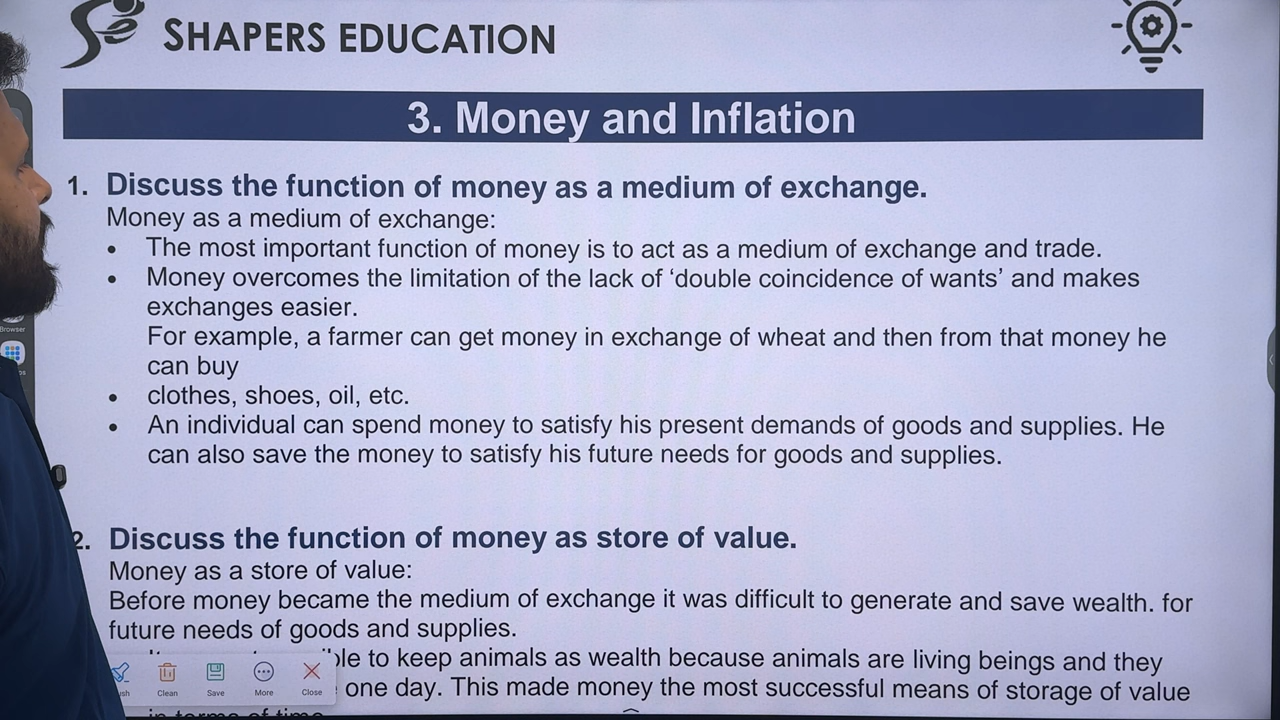 SHAPERS EDUCATION
3. Money and Inflation
1. Discuss the function of money as a medium of exchange.
Money as a medium of exchange:
• The most important function of money is to act as a medium of exchange and trade.
• Money overcomes the limitation of the lack of ‘double coincidence of wants’ and makes
exchanges easier.
For example, a farmer can get money in exchange of wheat and then from that money he
can buy
• clothes, shoes, oil, etc.
• An individual can spend money to satisfy his present demands of goods and supplies. He
can also save the money to satisfy his future needs for goods and supplies.
2. Discuss the function of money as store of value.
Money as a store of value:
Before money became the medium of exchange it was difficult to generate and save wealth. for
future needs of goods and supplies.
to keep animals as wealth because animals are living beings and they
one day. This made money the most successful means of storage of value
in terms of time
Browser
Clean Save More Close